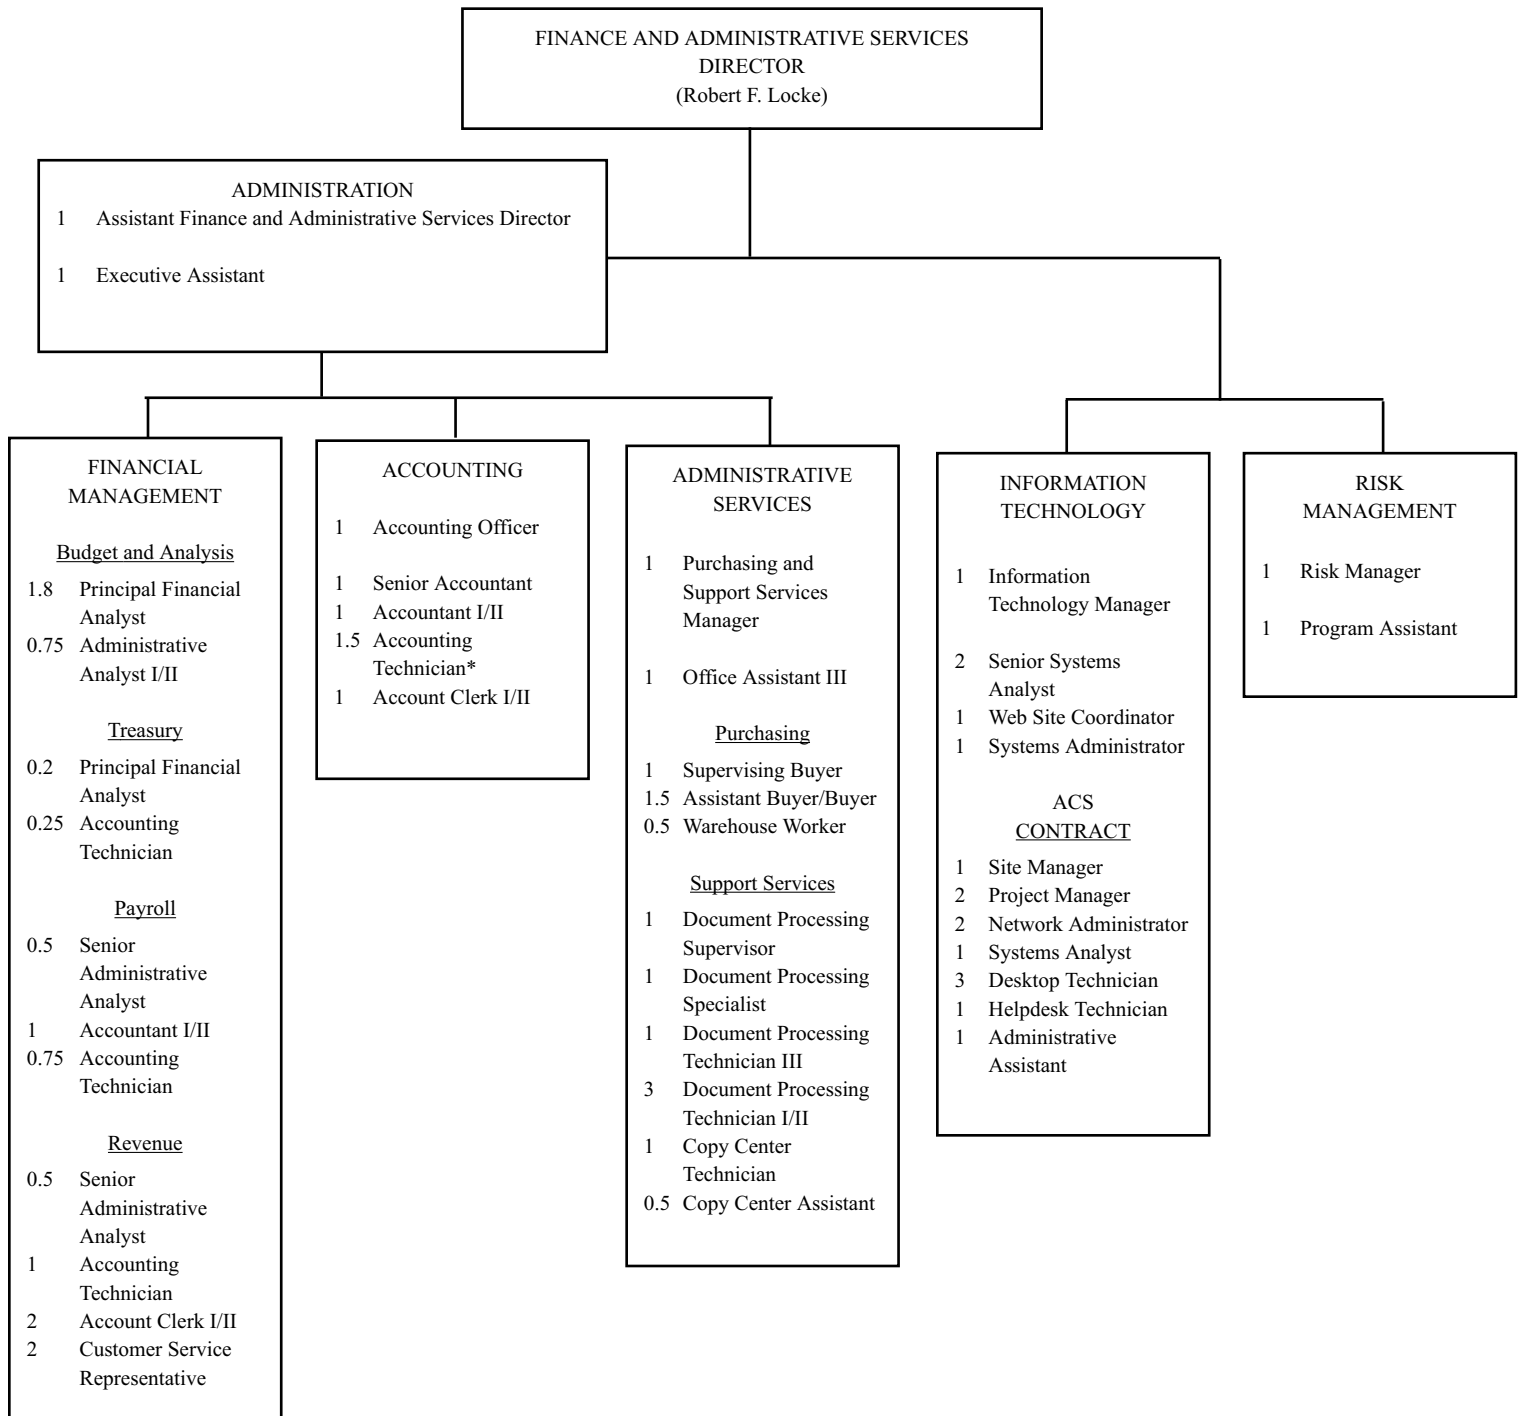 FINANCE AND ADMINISTRATIVE SERVICES
DIRECTOR
(Robert F. Locke)
ADMINISTRATION
1 Assistant Finance and Administrative Services Director
1 Executive Assistant
FINANCIAL
MANAGEMENT
Budget and Analysis
1.8 Principal Financial
Analyst
0.75 Administrative
Analyst I/II
Treasury
0.2 Principal Financial
Analyst
0.25 Accounting
Technician
Payroll
0.5 Senior
Administrative
Analyst
1 Accountant I/II
0.75 Accounting
Technician
Revenue
0.5 Senior
Administrative
Analyst
1 Accounting
Technician
2 Account Clerk I/II
2 Customer Service
Representative
ACCOUNTING
1 Accounting Officer
1 Senior Accountant
1 Accountant I/II
1.5 Accounting
Technician*
1 Account Clerk I/II
ADMINISTRATIVE
SERVICES
1 Purchasing and
Support Services
Manager
1 Office Assistant III
Purchasing
1 Supervising Buyer
1.5 Assistant Buyer/Buyer
0.5 Warehouse Worker
Support Services
1 Document Processing
Supervisor
1 Document Processing
Specialist
1 Document Processing
Technician III
3 Document Processing
Technician I/II
1 Copy Center
Technician
0.5 Copy Center Assistant
INFORMATION
TECHNOLOGY
1 Information
Technology Manager
2 Senior Systems
Analyst
1 Web Site Coordinator
1 Systems Administrator
ACS
CONTRACT
1 Site Manager
2 Project Manager
2 Network Administrator
1 Systems Analyst
3 Desktop Technician
1 Helpdesk Technician
1 Administrative
Assistant
RISK
MANAGEMENT
1 Risk Manager
1 Program Assistant